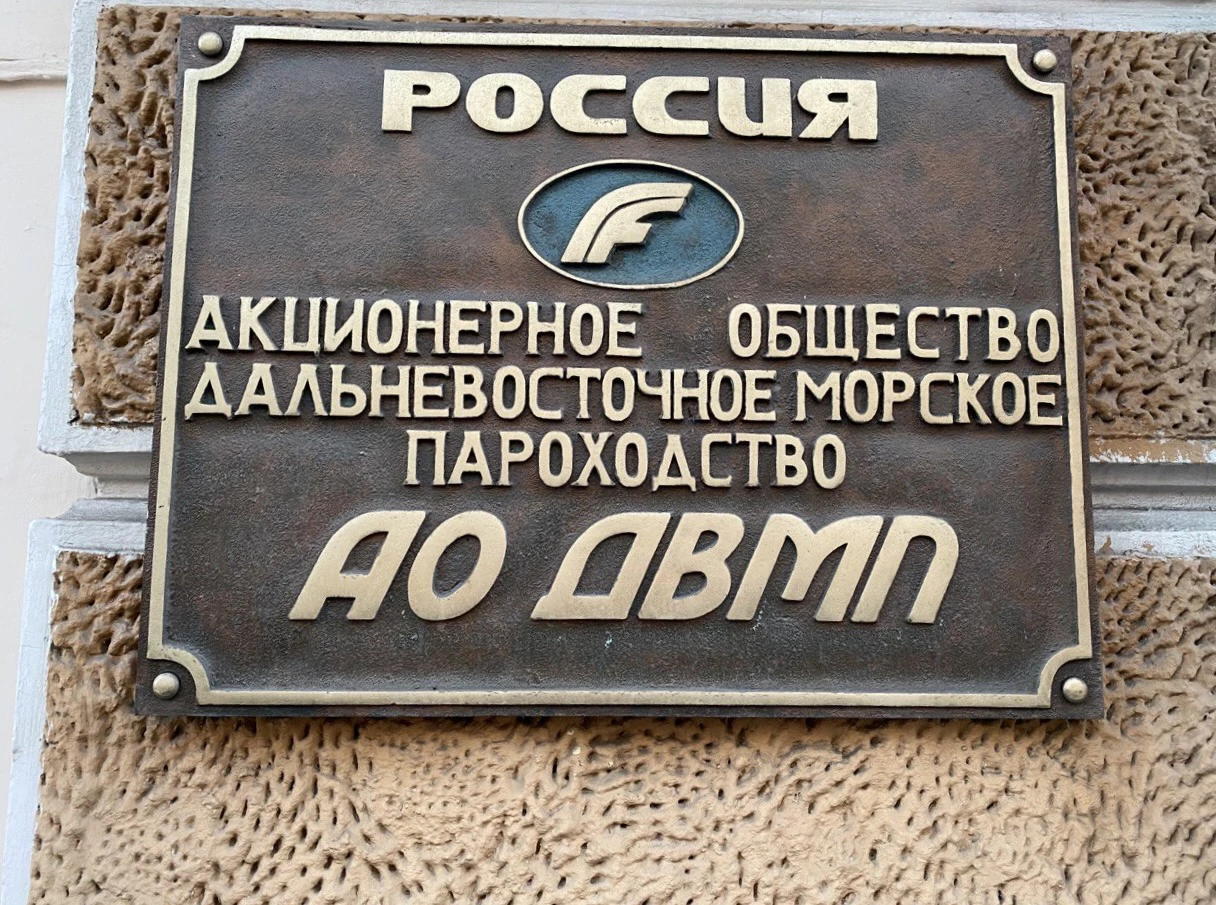 РОССИЯ
F
АКЦИОНЕРНОЕ ОБЩЕСТВО
ДАЛЬНЕВОСТОЧНОЕ МОРСКОЕ
ПАРОХОДСТВО
АО ДВМП